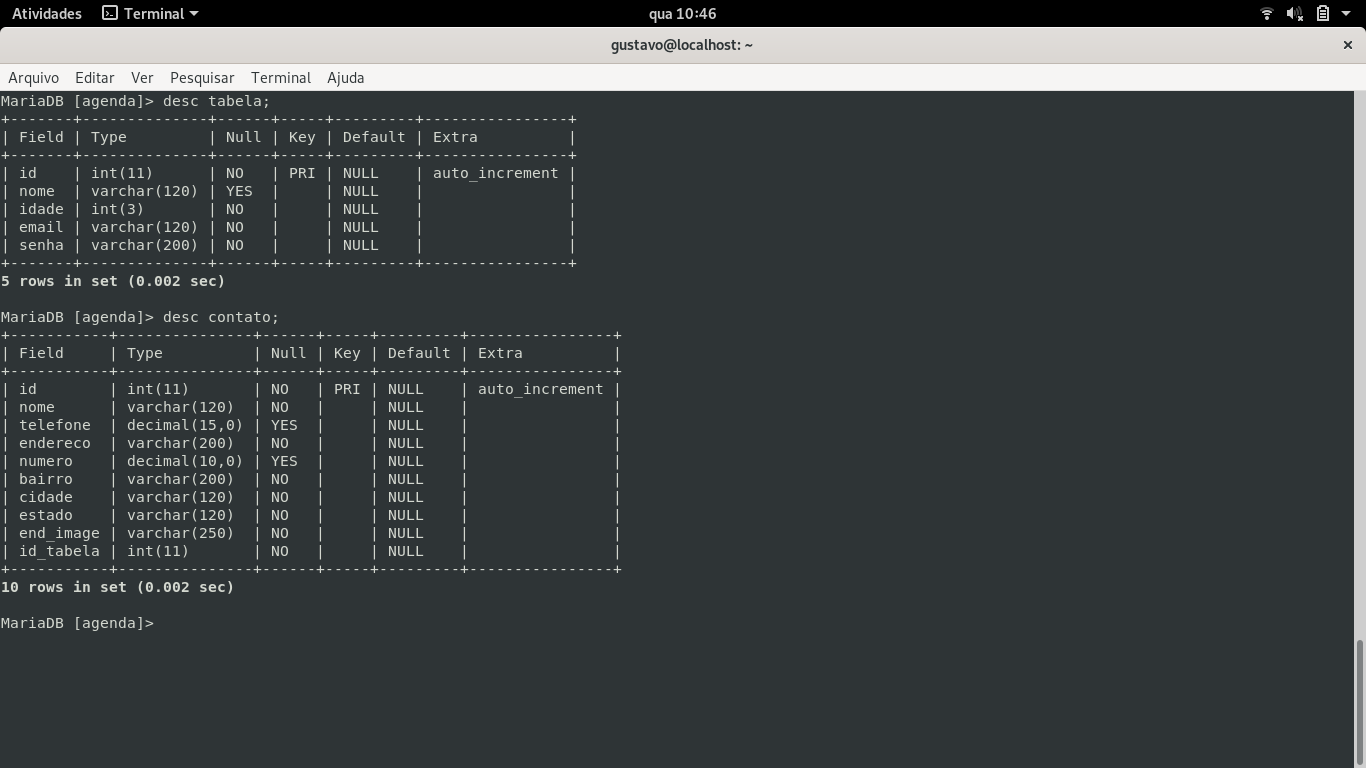 Atividades Terminal qua 10:46
gustavo@localhost: ~ ×
Arquivo Editar Ver Pesquisar Terminal Ajuda
MariaDB [agenda]> desc tabela;
+-------+--------------+------+-----+---------+----------------+
| Field | Type         | Null | Key | Default | Extra          |
+-------+--------------+------+-----+---------+----------------+
| id    | int(11)      | NO   | PRI | NULL    | auto_increment |
| nome  | varchar(120) | YES  |     | NULL    |                |
| idade | int(3)       | NO   |     | NULL    |                |
| email | varchar(120) | NO   |     | NULL    |                |
| senha | varchar(200) | NO   |     | NULL    |                |
+-------+--------------+------+-----+---------+----------------+
5 rows in set (0.002 sec)
MariaDB [agenda]> desc contato;
+-----------+---------------+------+-----+---------+----------------+
| Field     | Type          | Null | Key | Default | Extra          |
+-----------+---------------+------+-----+---------+----------------+
| id        | int(11)       | NO   | PRI | NULL    | auto_increment |
| nome      | varchar(120)  | NO   |     | NULL    |                |
| telefone  | decimal(15,0) | YES  |     | NULL    |                |
| endereco  | varchar(200)  | NO   |     | NULL    |                |
| numero    | decimal(10,0) | YES  |     | NULL    |                |
| bairro    | varchar(200)  | NO   |     | NULL    |                |
| cidade    | varchar(120)  | NO   |     | NULL    |                |
| estado    | varchar(120)  | NO   |     | NULL    |                |
| end_image | varchar(250)  | NO   |     | NULL    |                |
| id_tabela | int(11)       | NO   |     | NULL    |                |
+-----------+---------------+------+-----+---------+----------------+
10 rows in set (0.002 sec)
MariaDB [agenda]>